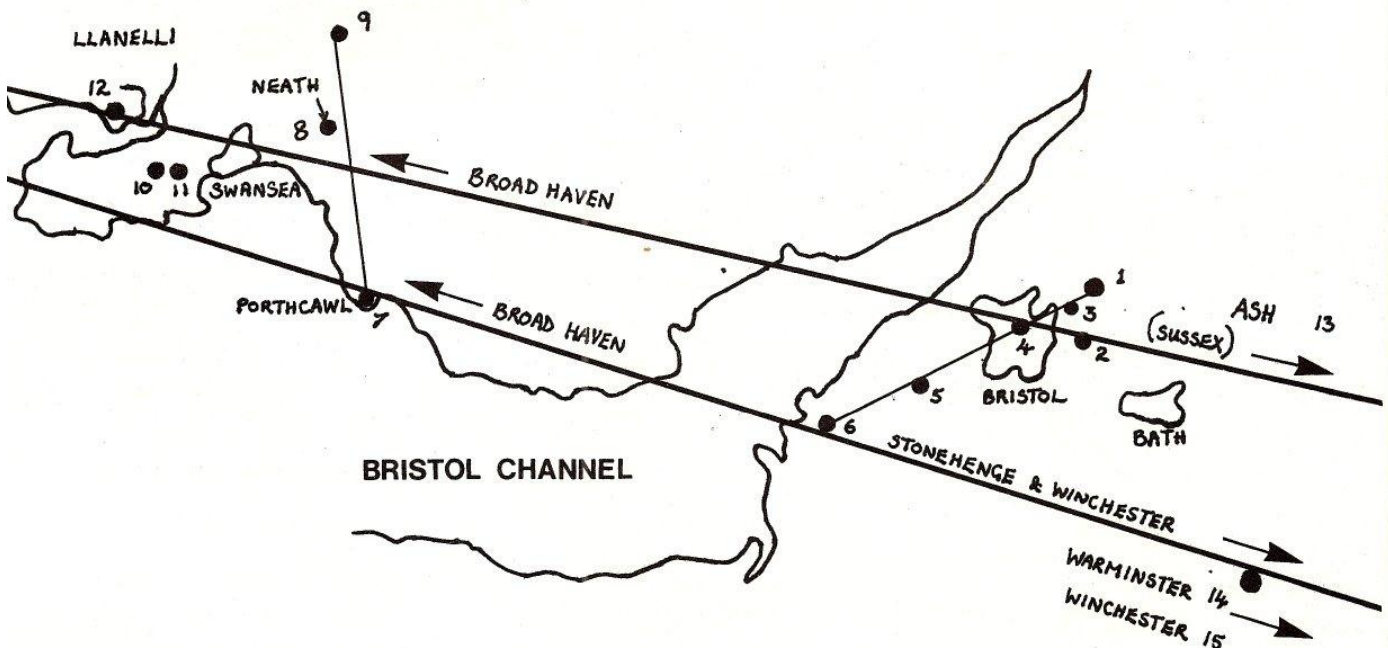 9
LLANELLI
12
NEATH
8
10
11
SWANSEA
BROAD HAVEN
PORTHCAWL
7
BROAD HAVEN
1
3
4
2
ASH 13
(SUSSEX)
5
BRISTOL
6
BATH
BRISTOL CHANNEL
STONEHENGE & WINCHESTER
WARMINSTER 14
WINCHESTER 15